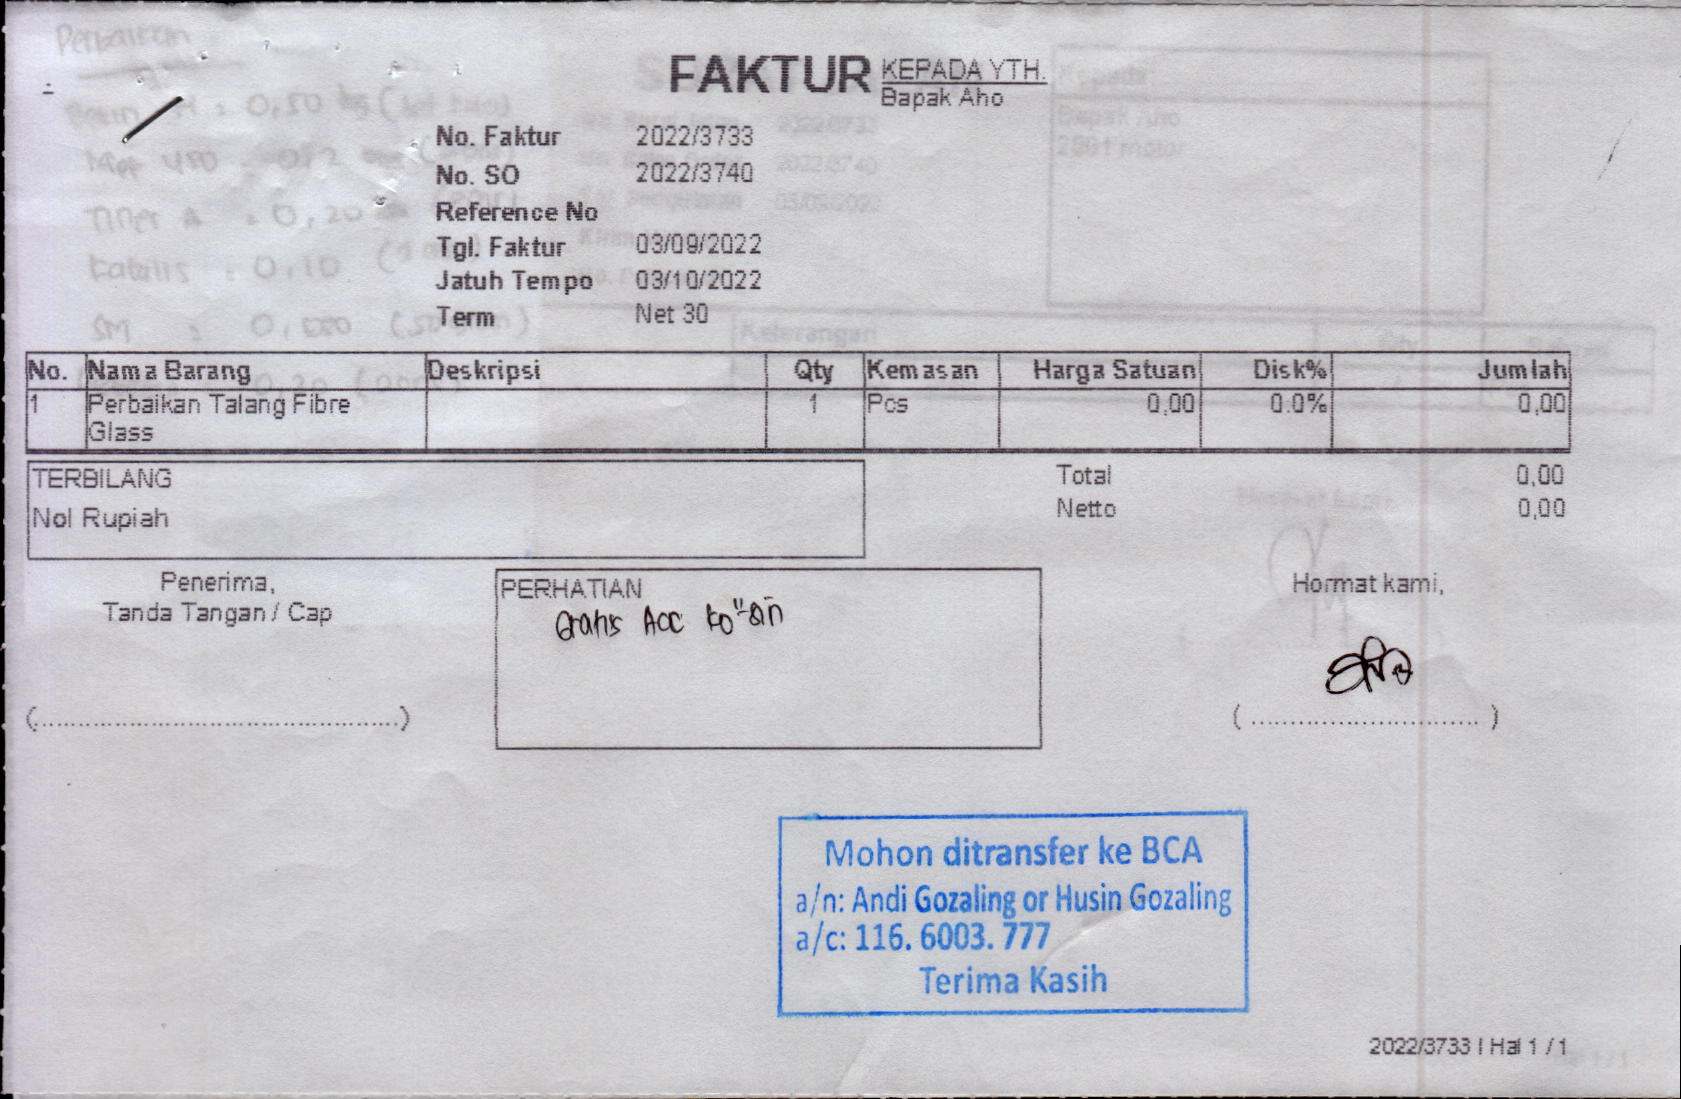 FAKTUR
KEPADA YTH.
Bapak Aho
No. Faktur 2022/3733
No. SO 2022/3740
Reference No
Tgl. Faktur 03/09/2022
Jatuh Tempo 03/10/2022
Term Net 30
No. Nama Barang Deskripsi Qty Kemasan Harga Satuan Disk% Jumlah
1 Perbaikan Talang Fibre 1 Pcs 0,00 0.0% 0,00
Glass
TERBILANG
Nol Rupiah
Total 0,00
Netto 0,00
Penerima,
Tanda Tangan / Cap
(................................................)
PERHATIAN
Gratis Acc
Hormat kami,
( ............................. )
Mohon ditransfer ke BCA
a/n: Andi Gozaling or Husin Gozaling
a/c: 116. 6003. 777
Terima Kasih
2022/3733 | Hal 1 / 1